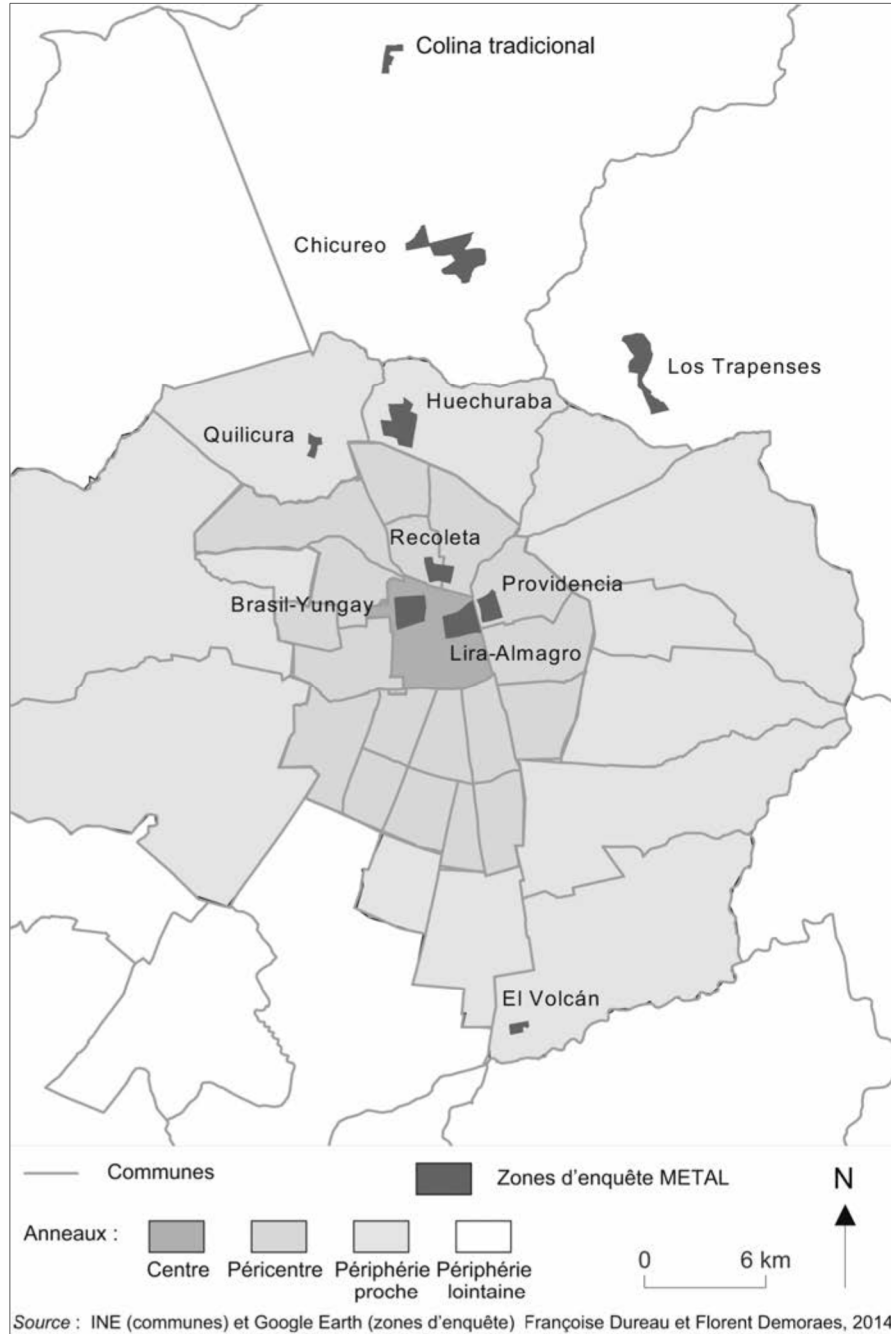 Colina tradicional
Chicureo
Los Trapenses
Huechuraba
Quilicura
Recoleta
Providencia
Brasil-Yungay
Lira-Almagro
El Volcán
Communes
Zones d'enquête METAL
N
Anneaux :
Centre
Péricentre
Périphérie proche
Périphérie lointaine
0 6 km
Source : INE (communes) et Google Earth (zones d'enquête) Françoise Dureau et Florent Demoraes, 2014